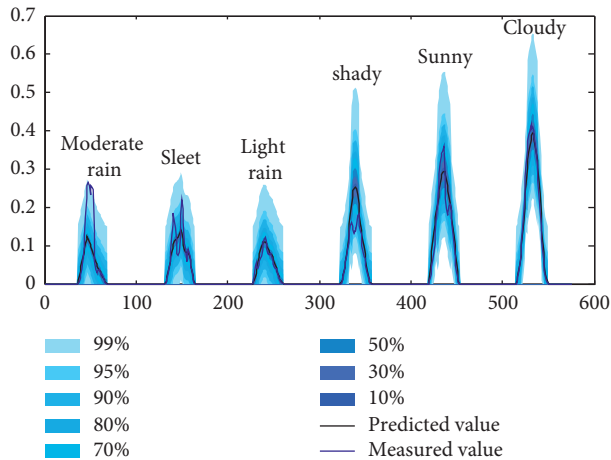 0.7
0.6
0.5
0.4
0.3
0.2
0.1
0
Moderate
rain
Sleet
Light
rain
shady
Sunny
Cloudy
0 100 200 300 400 500 600
99%
95%
90%
80%
70%
50%
30%
10%
Predicted value
Measured value